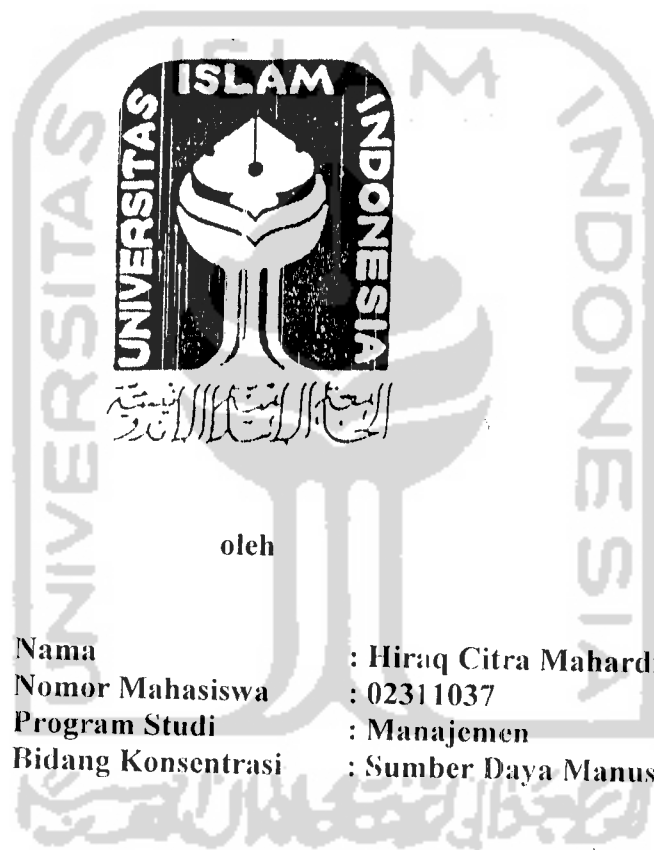 UNIVERSITAS ISLAM INDONESIA
oleh
Nama : Hiraq Citra Mahard
Nomor Mahasiswa : 02311037
Program Studi : Manajemen
Bidang Konsentrasi : Sumber Daya Manus